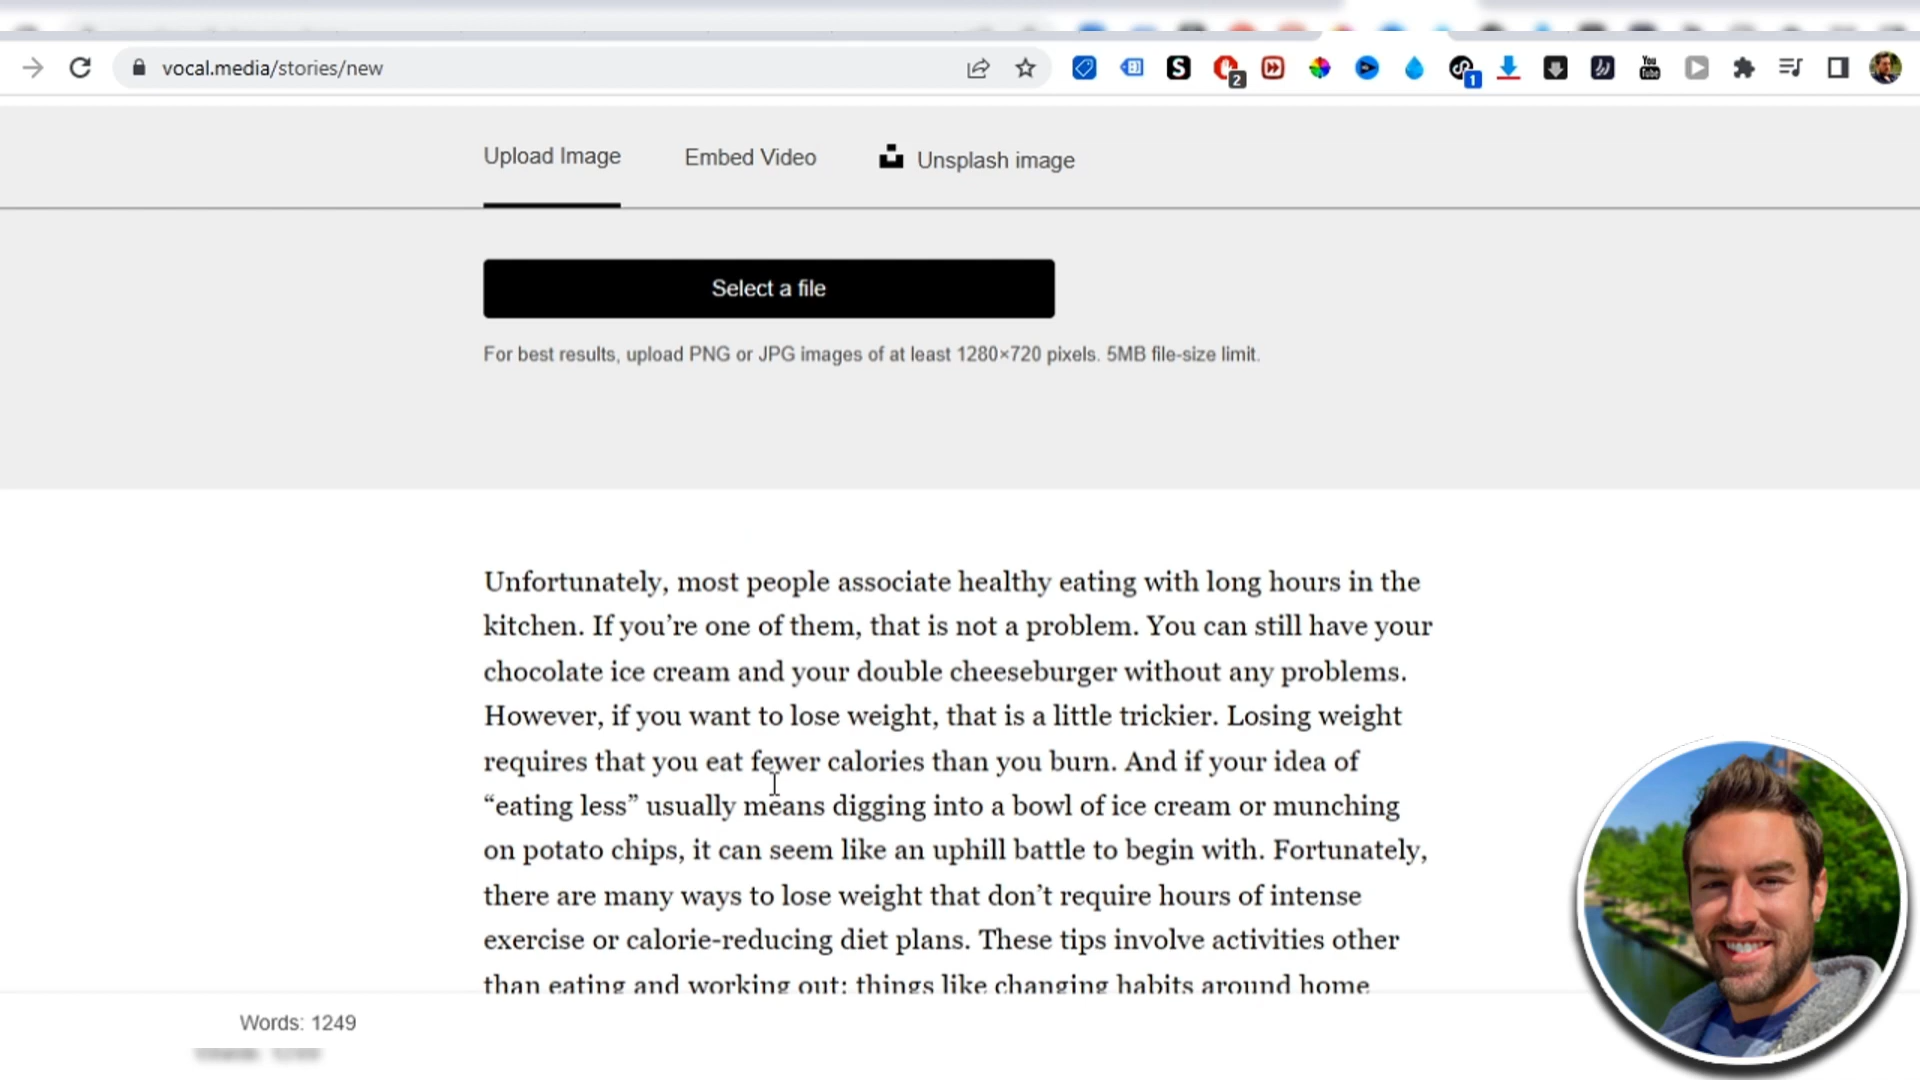 vocal.media/stories/new
2
1
You
Tube
Upload Image
Embed Video
Unsplash image
Select a file
For best results, upload PNG or JPG images of at least 1280×720 pixels. 5MB file-size limit.
Unfortunately, most people associate healthy eating with long hours in the
kitchen. If you’re one of them, that is not a problem. You can still have your
chocolate ice cream and your double cheeseburger without any problems.
However, if you want to lose weight, that is a little trickier. Losing weight
requires that you eat fewer calories than you burn. And if your idea of
“eating less” usually means digging into a bowl of ice cream or munching
on potato chips, it can seem like an uphill battle to begin with. Fortunately,
there are many ways to lose weight that don’t require hours of intense
exercise or calorie-reducing diet plans. These tips involve activities other
than eating and working out; things like changing habits around home
Words: 1249